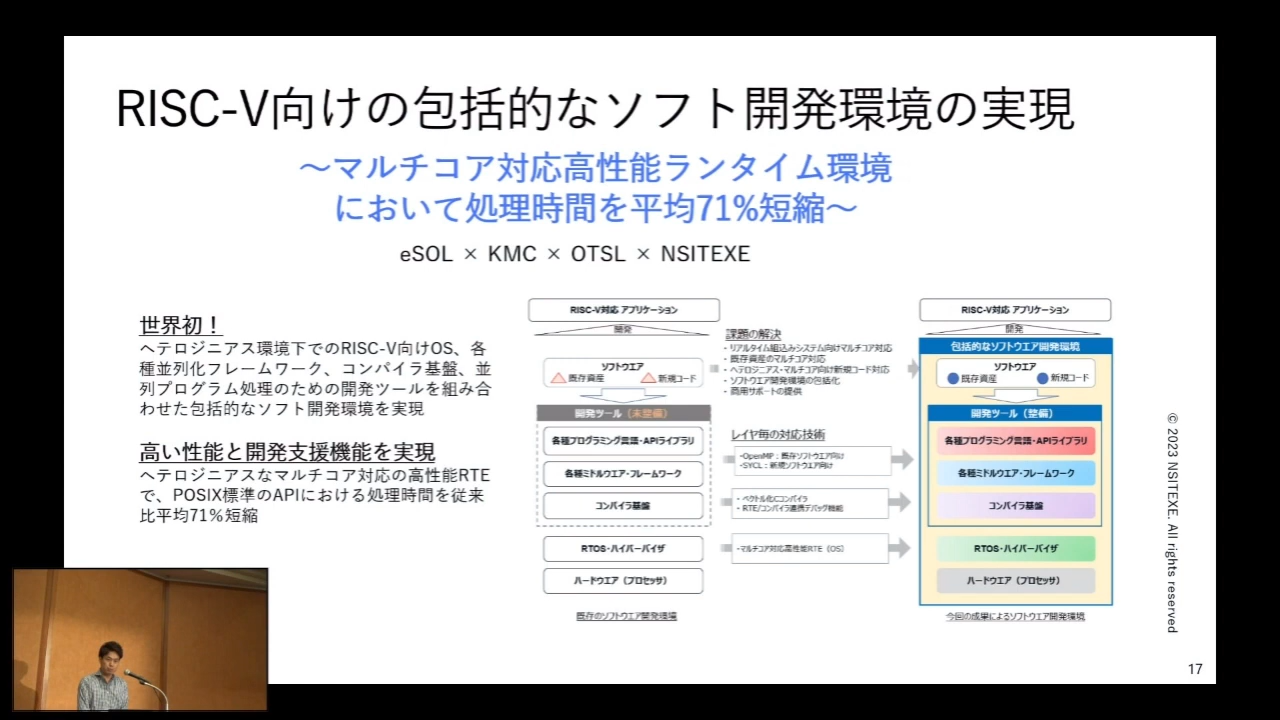 RISC-V向けの包括的なソフト開発環境の実現
～マルチコア対応高性能ランタイム環境
において処理時間を平均71%短縮～
eSOL × KMC × OTSL × NSITEXE
世界初！
ヘテロジニアス環境下でのRISC-V向けOS、各
種並列化フレームワーク、コンパイラ基盤、並
列プログラム処理のための開発ツールを組み合
わせた包括的なソフト開発環境を実現
高い性能と開発支援機能を実現
ヘテロジニアスなマルチコア対応の高性能RTE
で、POSIX標準のAPIにおける処理時間を従来
比平均71%短縮
RISC-V対応 アプリケーション
開発
ソフトウエア
既存資産 新規コード
開発ツール（未整備）
各種プログラミング言語・APIライブラリ
各種ミドルウエア・フレームワーク
コンパイラ基盤
RTOS・ハイパーバイザ
ハードウエア（プロセッサ）
既存のソフトウエア開発環境
課題の解決
・リアルタイム組込みシステム向けマルチコア対応
・既存資産のマルチコア対応
・ヘテロジニアス・マルチコア向け新規コード対応
・ソフトウエア開発環境の包括化
・商用サポートの提供
レイヤ毎の対応技術
・OpenMP：既存ソフトウエア向け
・SYCL：新規ソフトウエア向け
・ベクトル化Cコンパイラ
・RTE/コンパイラ連携デバッグ機能
・マルチコア対応高性能RTE（OS）
RISC-V対応 アプリケーション
開発
包括的なソフトウエア開発環境
ソフトウエア
既存資産 新規コード
開発ツール（整備）
各種プログラミング言語・APIライブラリ
各種ミドルウエア・フレームワーク
コンパイラ基盤
RTOS・ハイパーバイザ
ハードウエア（プロセッサ）
今回の成果によるソフトウエア開発環境
© 2023 NSITEXE. All rights reserved
17